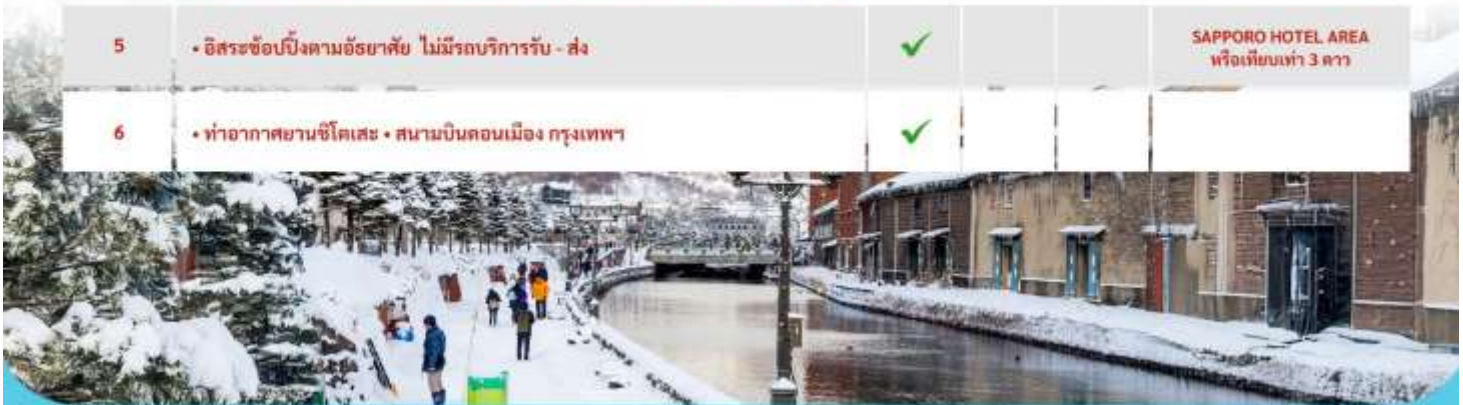 5 • อิสระช้อปปิ้งตามอัธยาศัย ไม่มีรถบริการรับ - ส่ง ✓ SAPPORO HOTEL AREA
หรือเทียบเท่า 3 ดาว
6 • ท่าอากาศยานชิโตเสะ • สนามบินดอนเมือง กรุงเทพฯ ✓